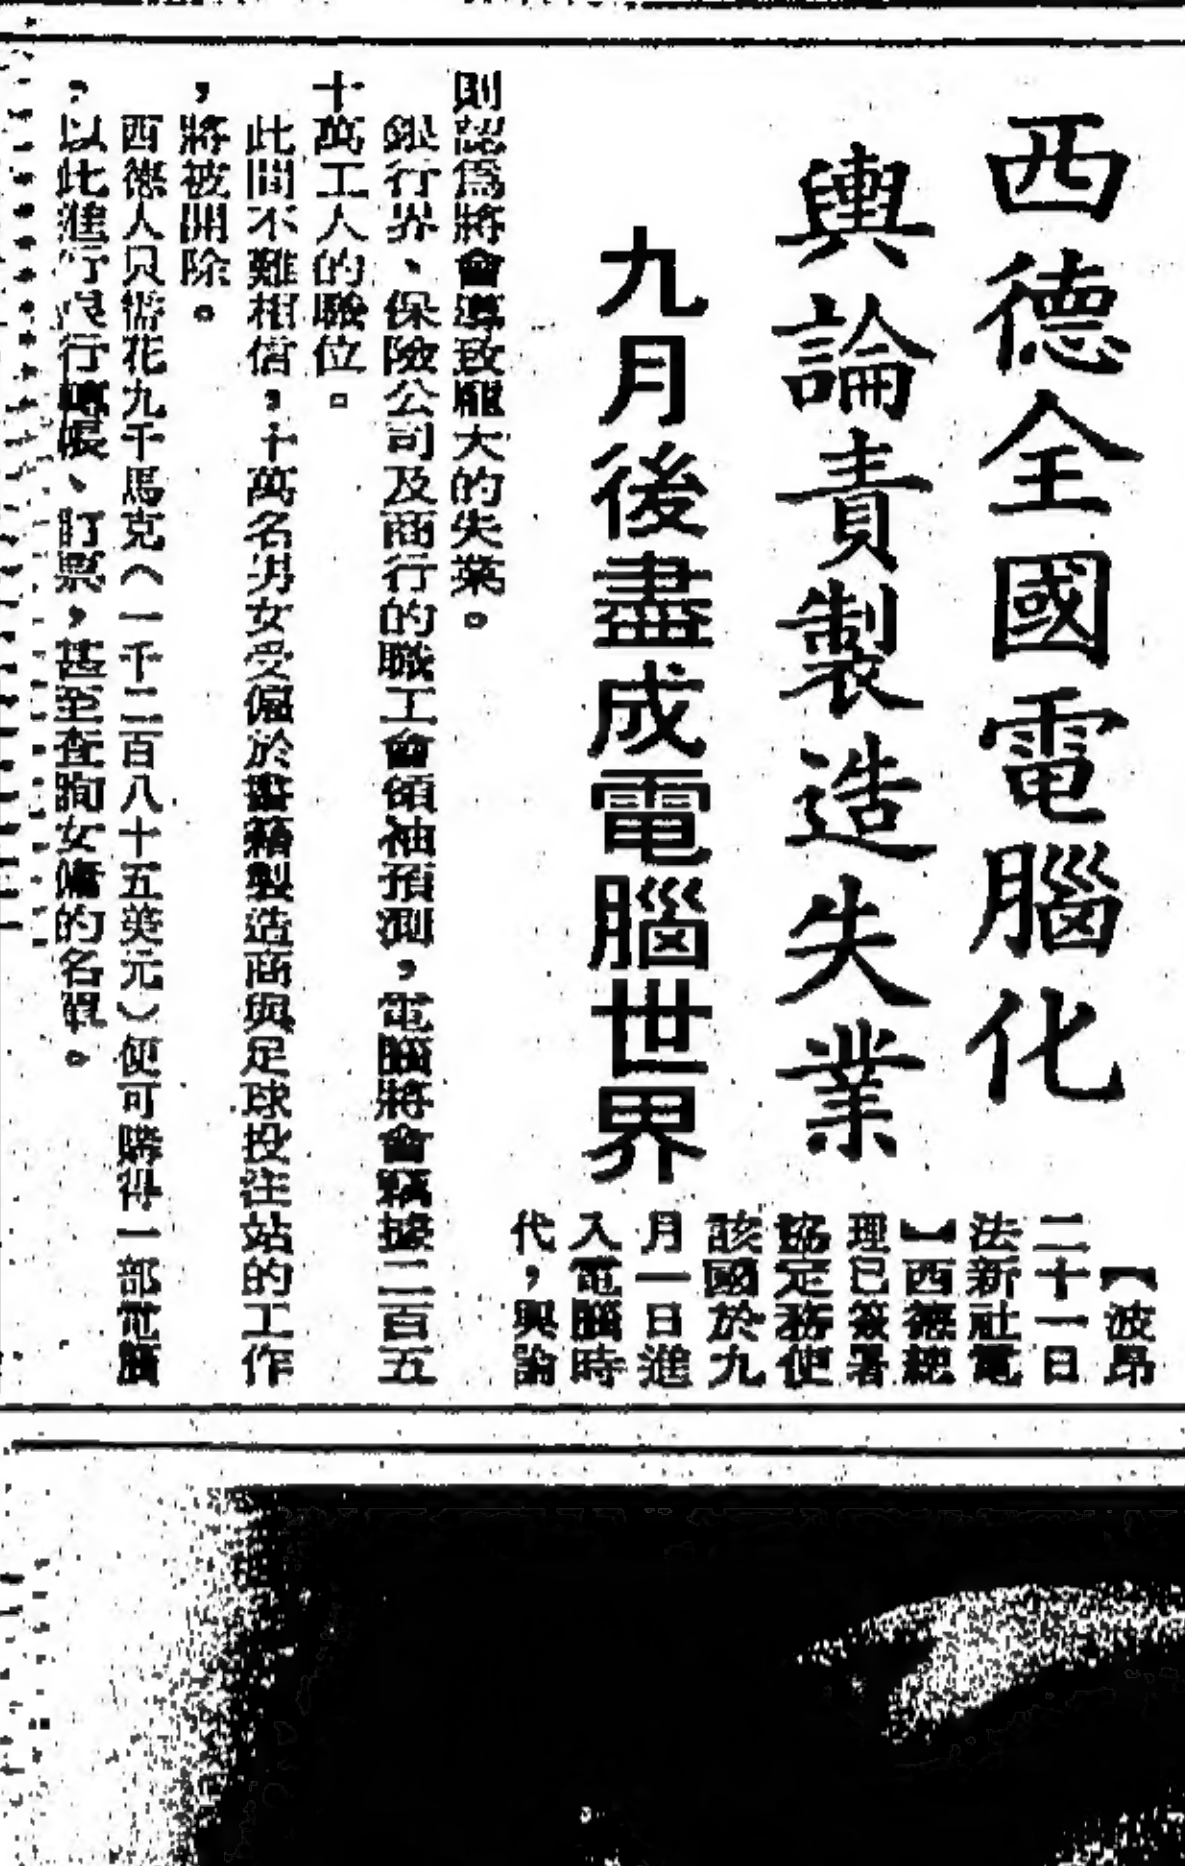 西德全國電腦化
輿論責製造失業
九月後盡成電腦世界
【波昂
二十一日
法新社電
】西德總
理已簽署
協定務使
該國於九
月一日進
入電腦時
代，輿論
則認為將會導致龐大的失業。
銀行界、保險公司及商行的職工會領袖預測，電腦將會竊據二百五
十萬工人的職位。
此間不難相信，十萬名男女受僱於書籍製造商與足球投注站的工作
，將被開除。
西德人只需花九千馬克（一千二百八十五美元）便可購得一部電腦
，以此進行銀行轉帳、訂票，甚至查詢女傭的名單。